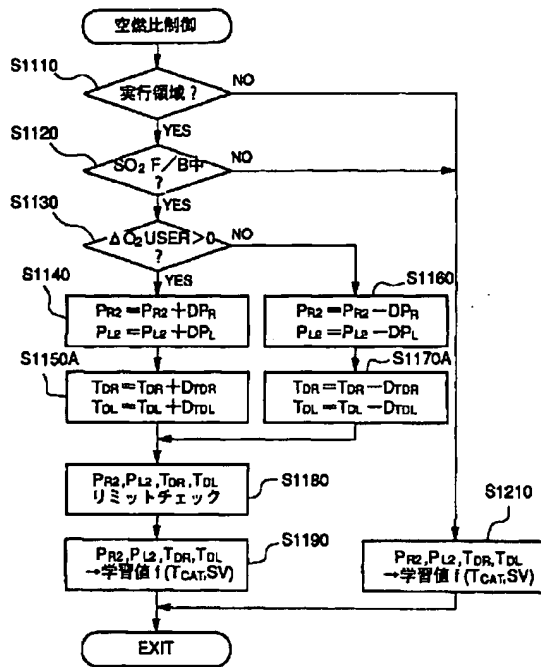 空燃比制御
S1110
実行領域?
NO
YES
S1120
SO₂ F/B中
?
NO
YES
S1130
ΔO₂USER>0
?
NO
YES
S1140
PR2=PR2+DPR
PL2=PL2+DPL
S1160
PR2=PR2−DPR
PL2=PL2−DPL
S1150A
TDR=TDR+DTDR
TDL=TDL+DTDL
S1170A
TDR=TDR−DTDR
TDL=TDL−DTDL
PR2,PL2,TDR,TDL
リミットチェック
S1180
PR2,PL2,TDR,TDL
→学習値 f(TCAT,SV)
S1190
S1210
PR2,PL2,TDR,TDL
→学習値 f(TCAT,SV)
EXIT